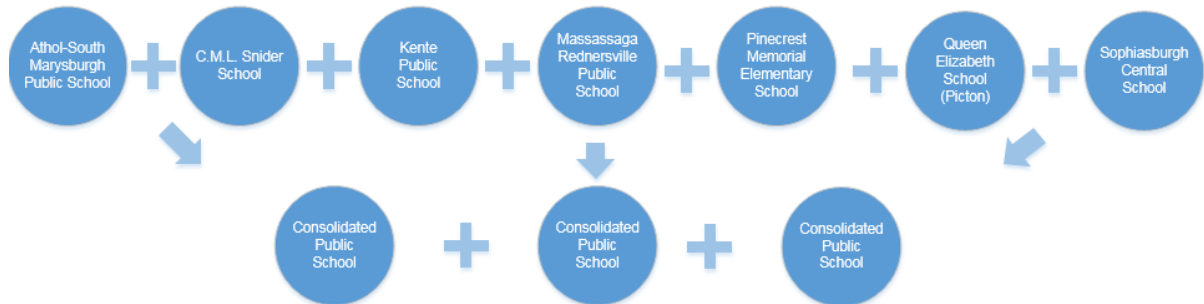 Athol-South
Marysburgh
Public School
C.M.L. Snider
School
Kente
Public
School
Massassaga
Rednersville
Public
School
Pinecrest
Memorial
Elementary
School
Queen
Elizabeth
School
(Picton)
Sophiasburgh
Central
School
Consolidated
Public
School
Consolidated
Public
School
Consolidated
Public
School